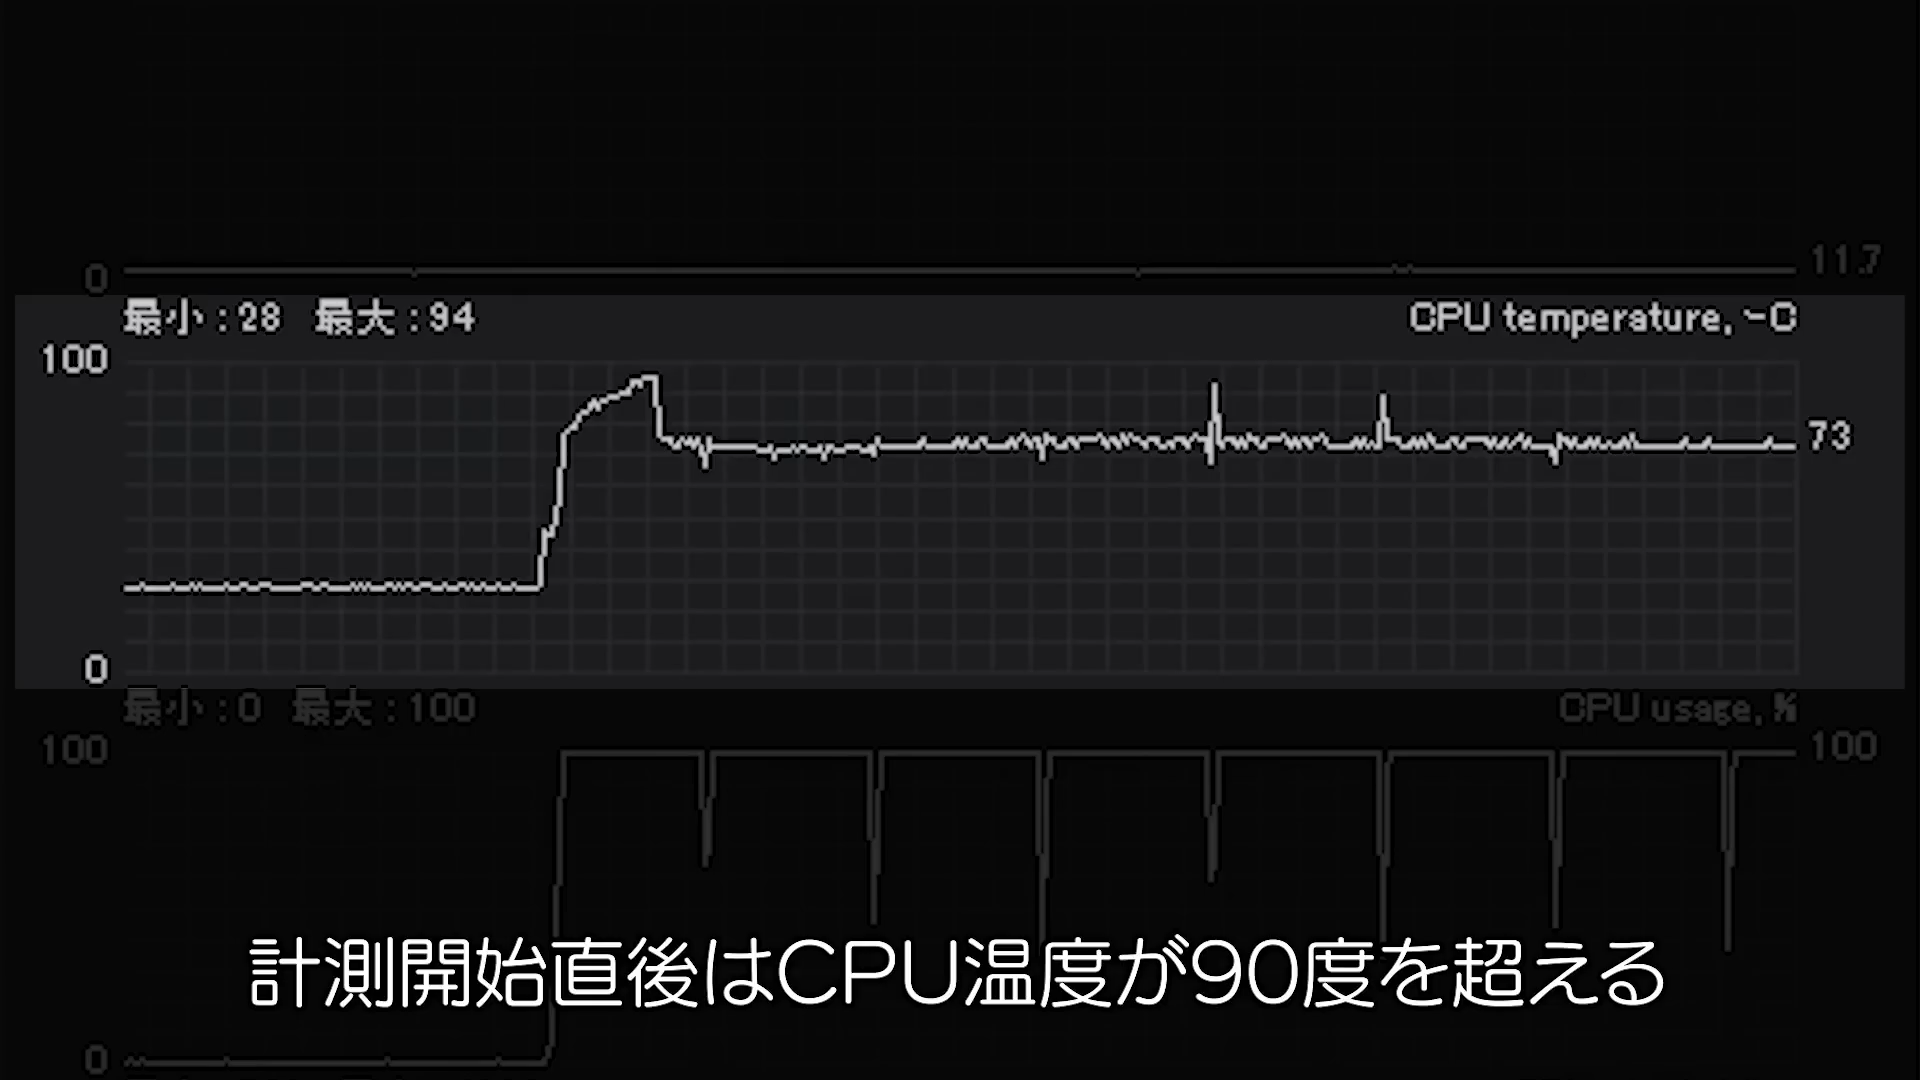 0 11.7
最小 : 28 最大 : 94 CPU temperature, ~C
100
73
0
最小 : 0 最大 : 100 CPU usage, %
100 100
計測開始直後はCPU温度が90度を超える
0